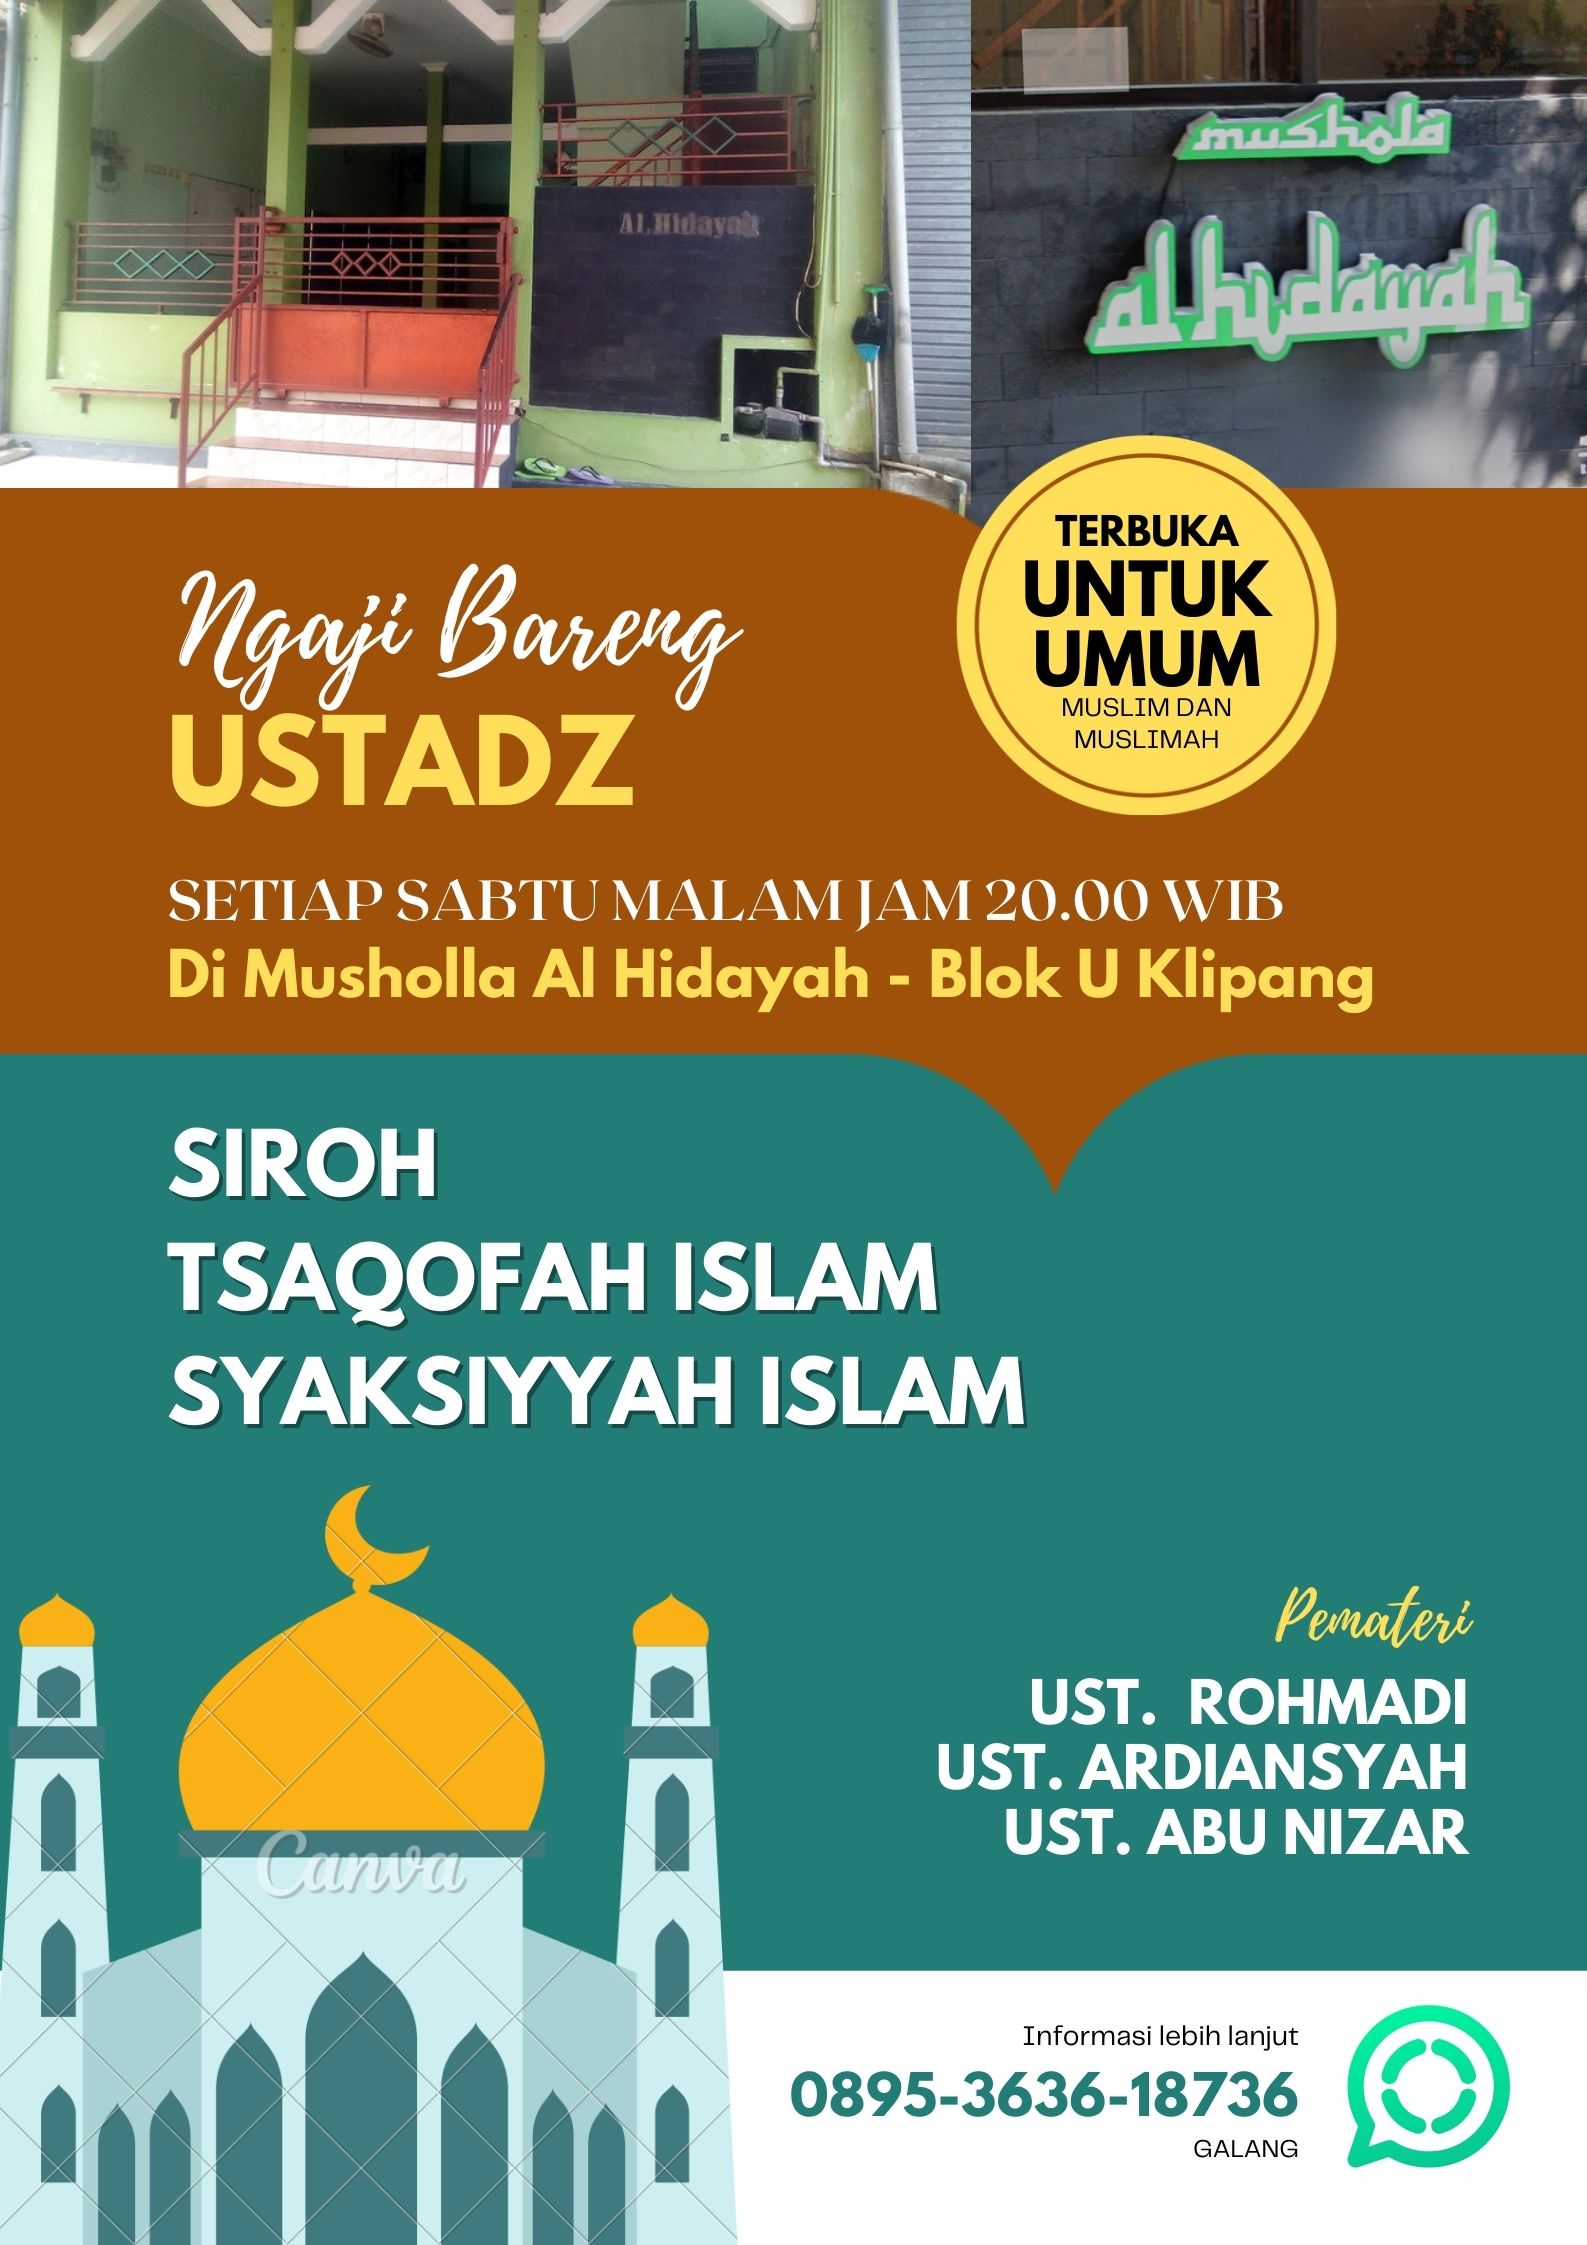 Al.Hidayah
mushola
al-hidayah
TERBUKA
UNTUK
UMUM
MUSLIM DAN
MUSLIMAH
Ngaji Bareng
USTADZ
SETIAP SABTU MALAM JAM 20.00 WIB
Di Musholla Al Hidayah - Blok U Klipang
SIROH
TSAQOFAH ISLAM
SYAKSIYYAH ISLAM
Pemateri
UST. ROHMADI
UST. ARDIANSYAH
UST. ABU NIZAR
Canva
Informasi lebih lanjut
0895-3636-18736
GALANG